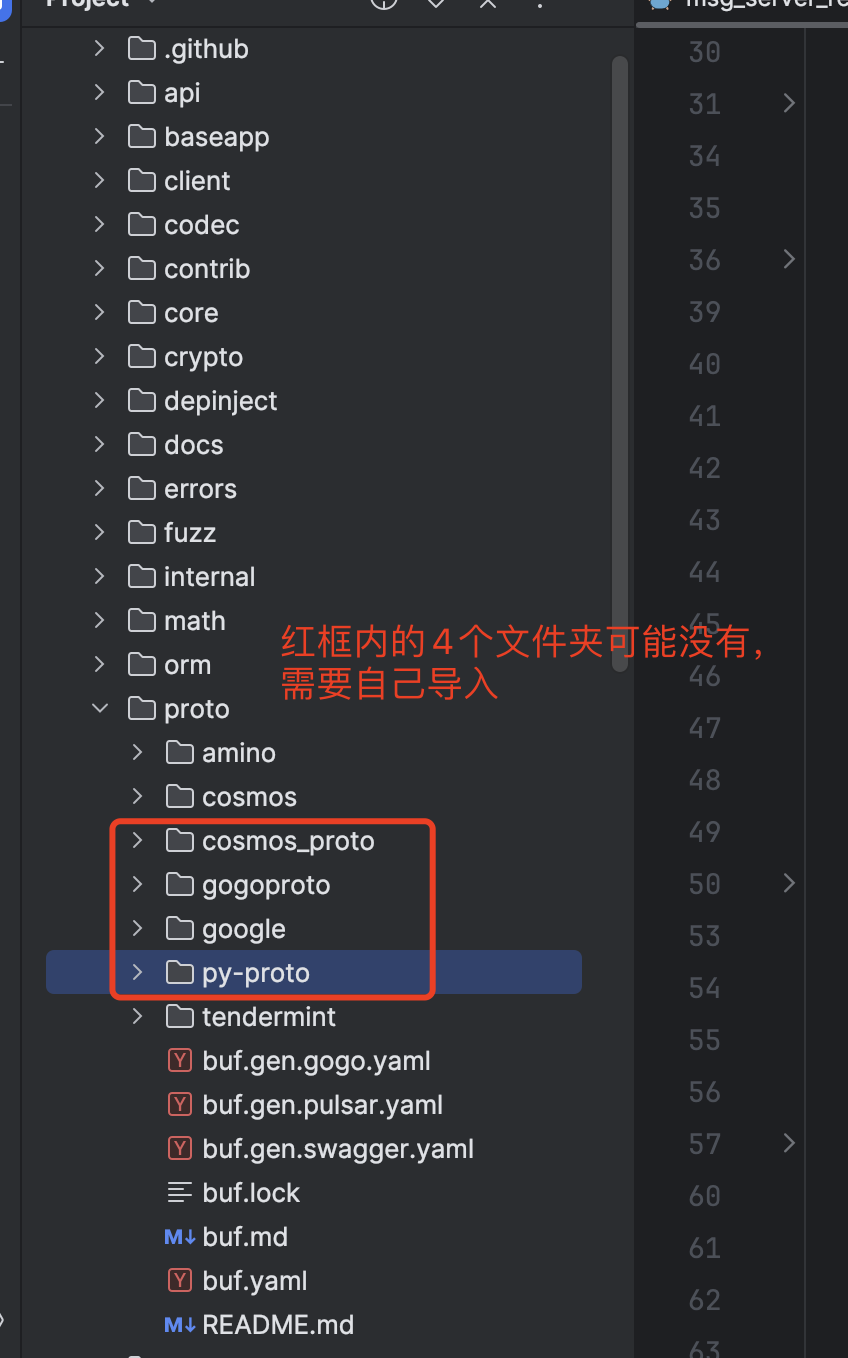 Project
.github
api
baseapp
client
codec
contrib
core
crypto
depinject
docs
errors
fuzz
internal
math
orm
proto
amino
cosmos
cosmos_proto
gogoproto
google
py-proto
tendermint
buf.gen.gogo.yaml
buf.gen.pulsar.yaml
buf.gen.swagger.yaml
buf.lock
buf.md
buf.yaml
README.md
红框内的4个文件夹可能没有，
需要自己导入
30
31
34
35
36
39
40
41
42
43
44
45
46
47
48
49
50
53
54
55
56
57
60
61
62
63